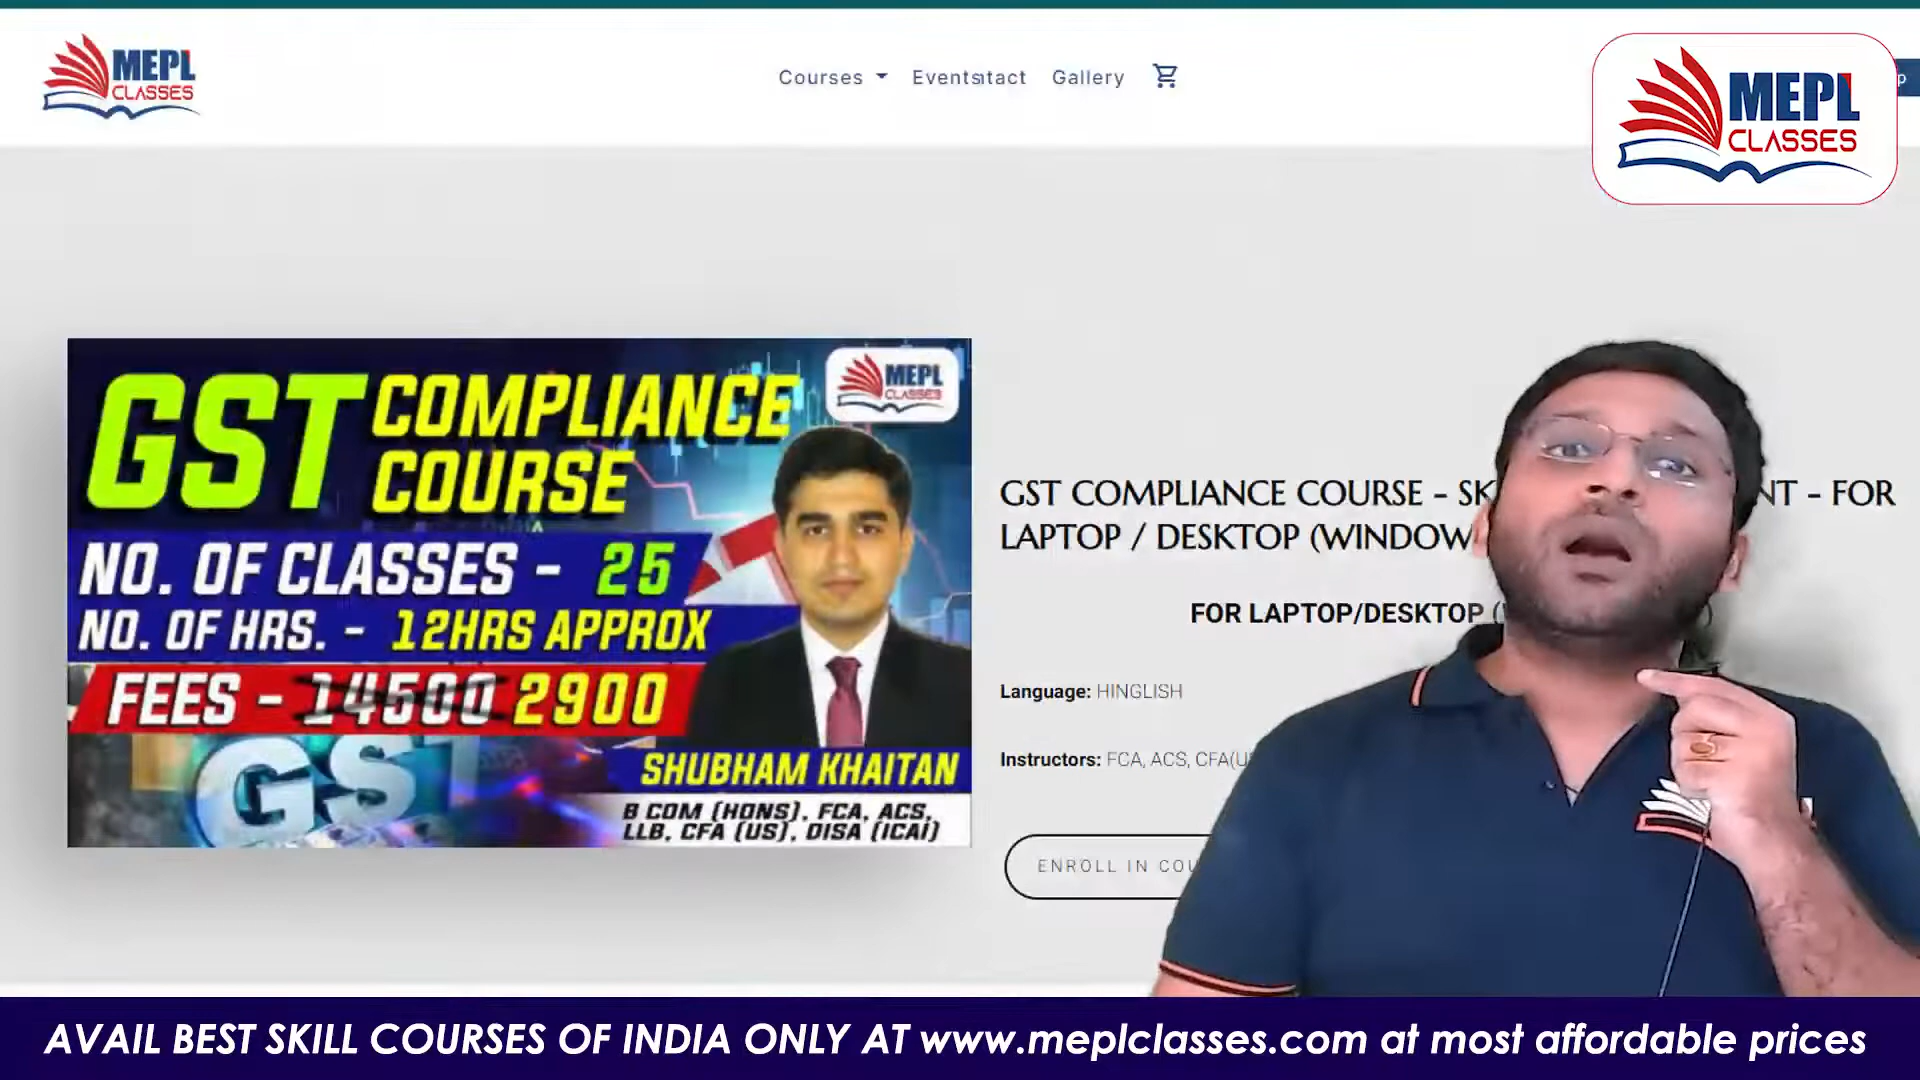 MEPL
CLASSES
Courses
Eventstact
Gallery
MEPL
CLASSES
GST COMPLIANCE
COURSE
MEPL
CLASSES
NO. OF CLASSES - 25
NO. OF HRS. - 12HRS APPROX
FEES - 14500 2900
GS
SHUBHAM KHAITAN
B COM (HONS), FCA, ACS,
LLB, CFA (US), DISA (ICAI)
GST COMPLIANCE COURSE - SK NT - FOR
LAPTOP / DESKTOP (WINDOW
FOR LAPTOP/DESKTOP (
Language: HINGLISH
Instructors: FCA, ACS, CFA(U
ENROLL IN COU
AVAIL BEST SKILL COURSES OF INDIA ONLY AT www.meplclasses.com at most affordable prices